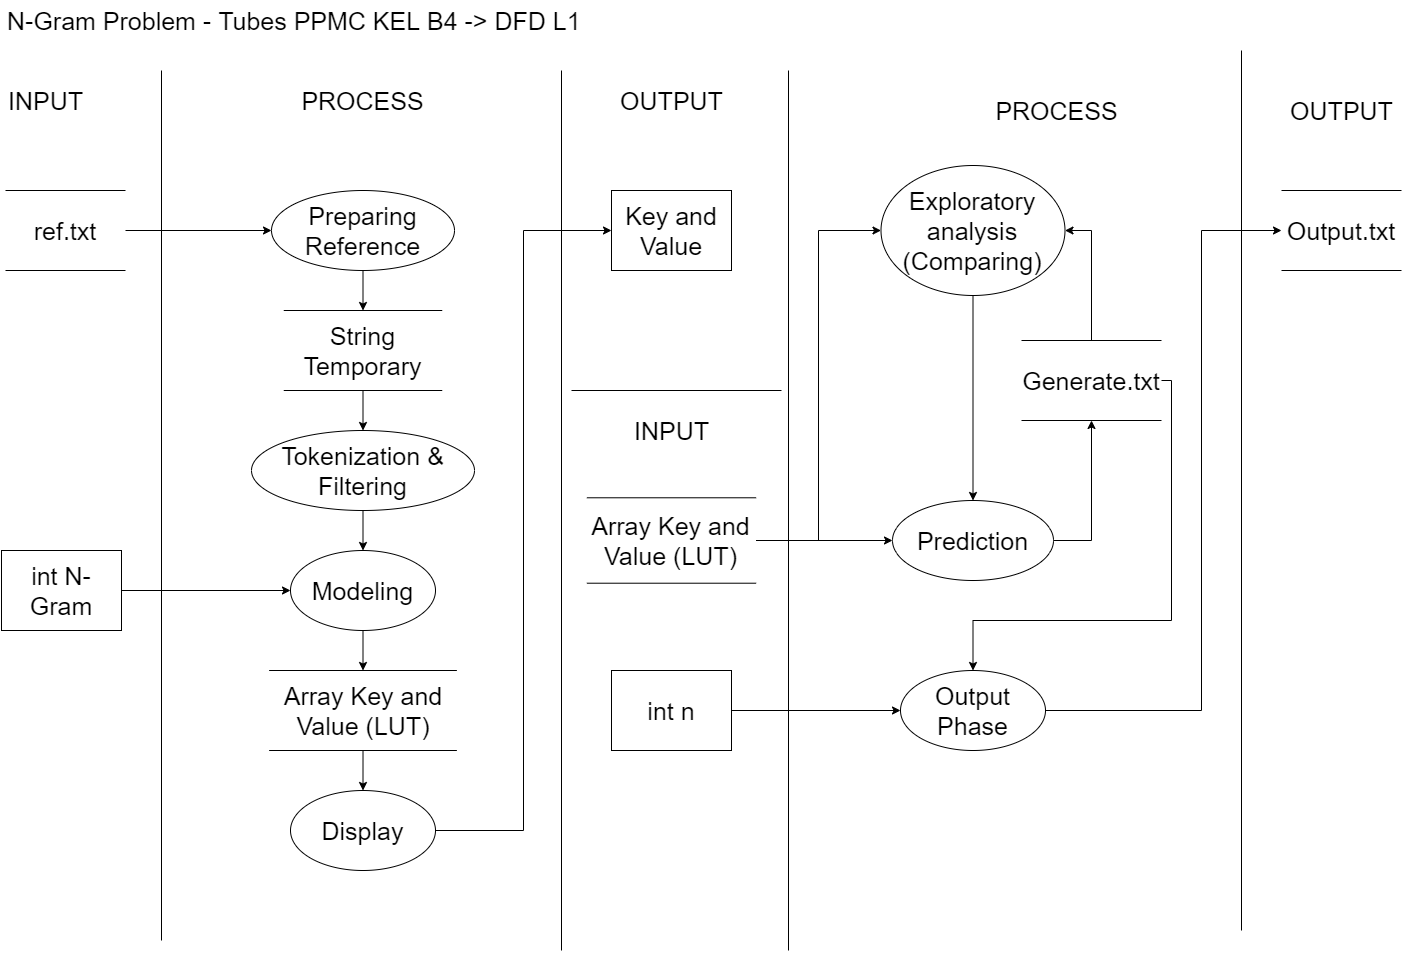 N-Gram Problem - Tubes PPMC KEL B4 -> DFD L1
INPUT
ref.txt
int N-
Gram
PROCESS
Preparing
Reference
String
Temporary
Tokenization &
Filtering
Modeling
Array Key and
Value (LUT)
Display
OUTPUT
Key and
Value
INPUT
Array Key and
Value (LUT)
int n
PROCESS
Exploratory
analysis
(Comparing)
Generate.txt
Prediction
Output
Phase
OUTPUT
Output.txt